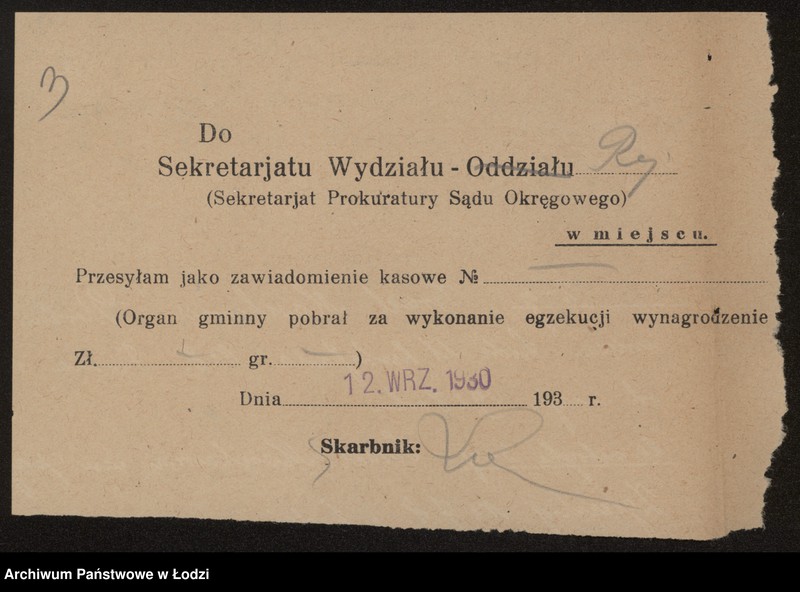 3
Do
Sekretarjatu Wydziału - Oddziału Rej
(Sekretarjat Prokuratury Sądu Okręgowego)
w miejscu.
Przesyłam jako zawiadomienie kasowe № —
(Organ gminny pobrał za wykonanie egzekucji wynagrodzenie
Zł. — gr. — )
12. WRZ. 1930
Dnia 193 r.
Skarbnik:
Archiwum Państwowe w Łodzi